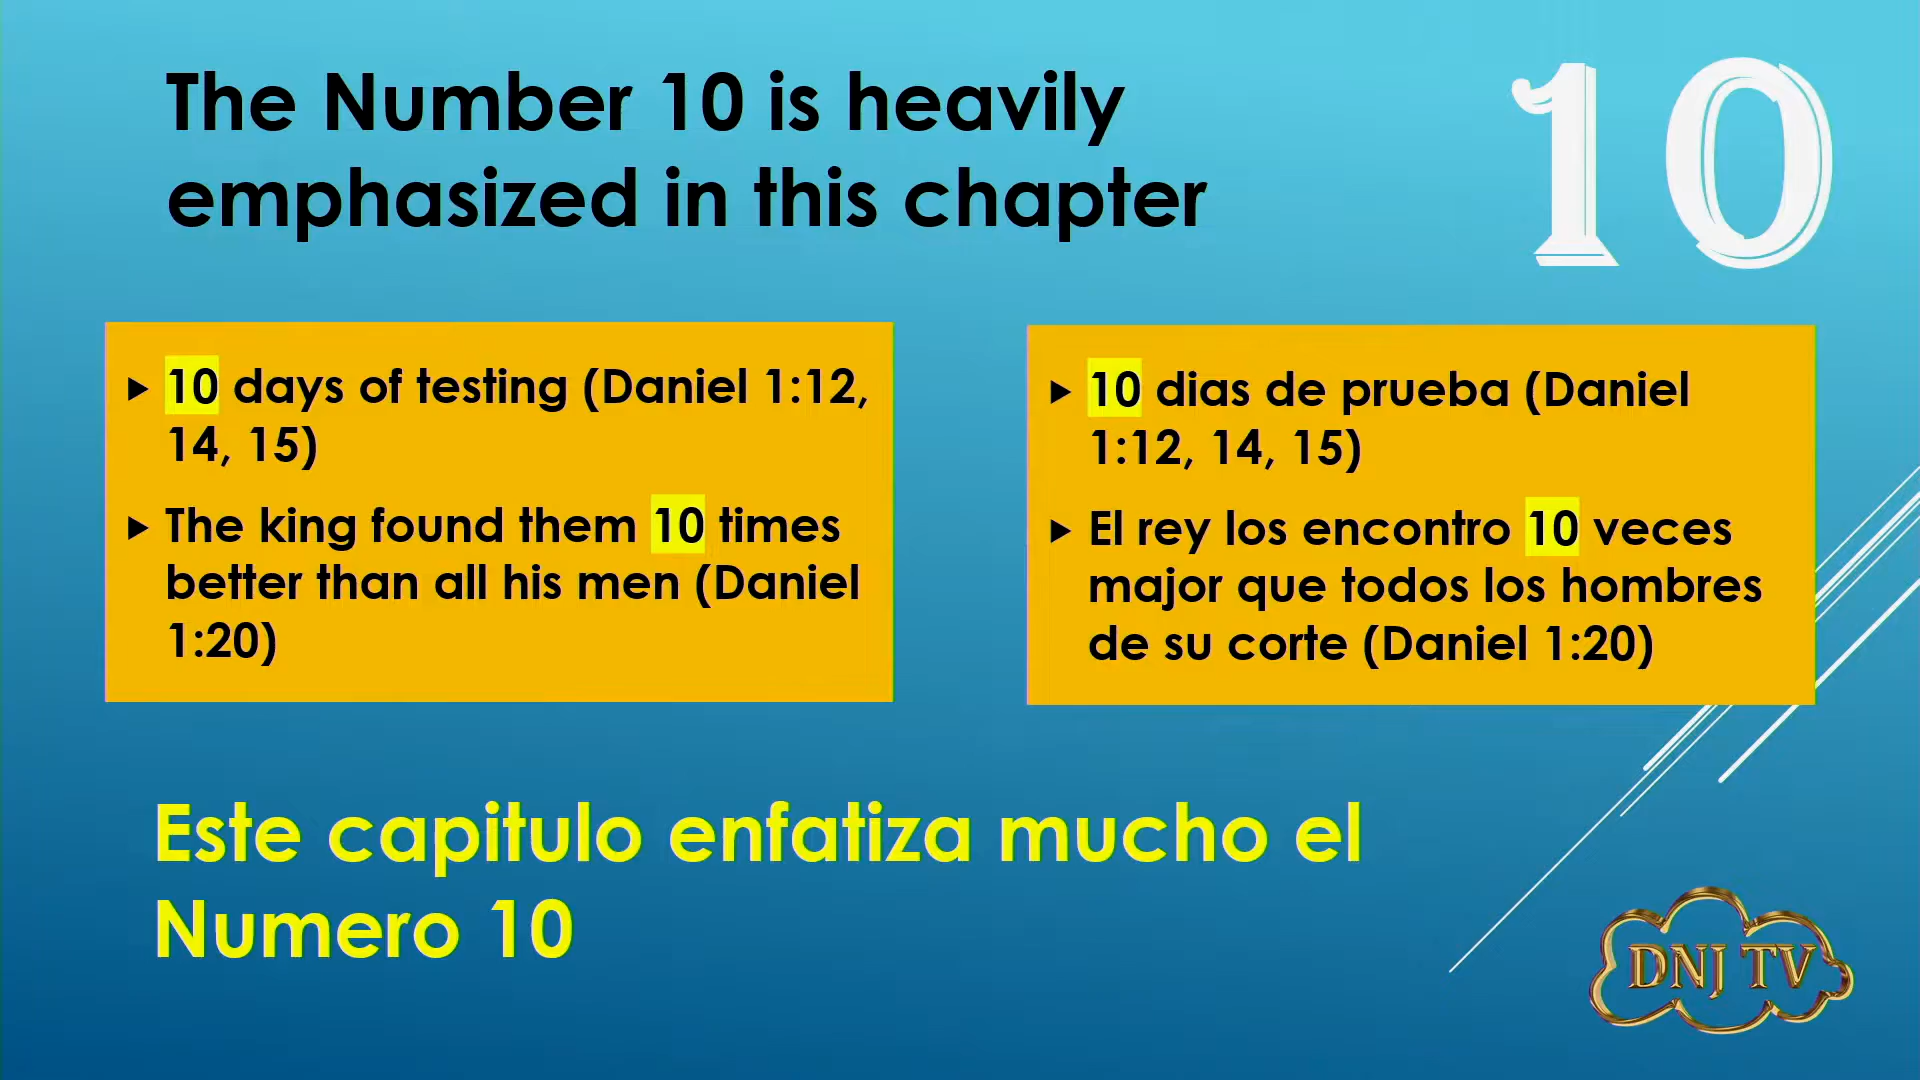 The Number 10 is heavily
emphasized in this chapter
10
10 days of testing (Daniel 1:12,
14, 15)
The king found them 10 times
better than all his men (Daniel
1:20)
10 dias de prueba (Daniel
1:12, 14, 15)
El rey los encontro 10 veces
major que todos los hombres
de su corte (Daniel 1:20)
Este capitulo enfatiza mucho el
Numero 10
DNJ TV